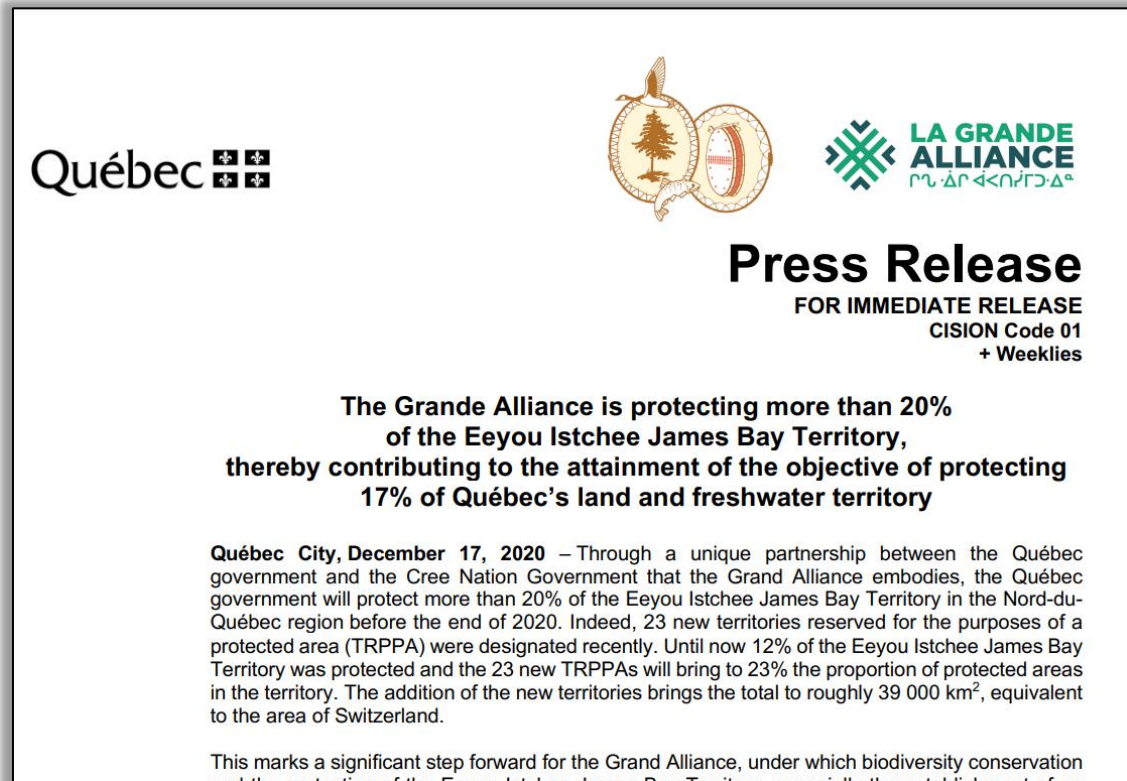 Québec
LA GRANDE
ALLIANCE
Press Release
FOR IMMEDIATE RELEASE
CISION Code 01
+ Weeklies
The Grande Alliance is protecting more than 20%
of the Eeyou Istchee James Bay Territory,
thereby contributing to the attainment of the objective of protecting
17% of Québec's land and freshwater territory
Québec City, December 17, 2020 – Through a unique partnership between the Québec
government and the Cree Nation Government that the Grand Alliance embodies, the Québec
government will protect more than 20% of the Eeyou Istchee James Bay Territory in the Nord-du-
Québec region before the end of 2020. Indeed, 23 new territories reserved for the purposes of a
protected area (TRPPA) were designated recently. Until now 12% of the Eeyou Istchee James Bay
Territory was protected and the 23 new TRPPAs will bring to 23% the proportion of protected areas
in the territory. The addition of the new territories brings the total to roughly 39 000 km², equivalent
to the area of Switzerland.
This marks a significant step forward for the Grand Alliance, under which biodiversity conservation